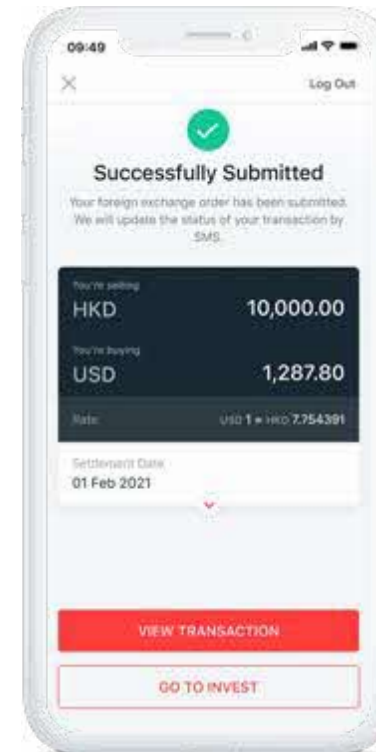 09:49
Log Out
Successfully Submitted
Your foreign exchange order has been submitted.
We will update the status of your transaction by
SMS.
You're selling
HKD 10,000.00
You're buying
USD 1,287.80
Rate USD 1 = HKD 7.754391
Settlement Date
01 Feb 2021
VIEW TRANSACTION
GO TO INVEST